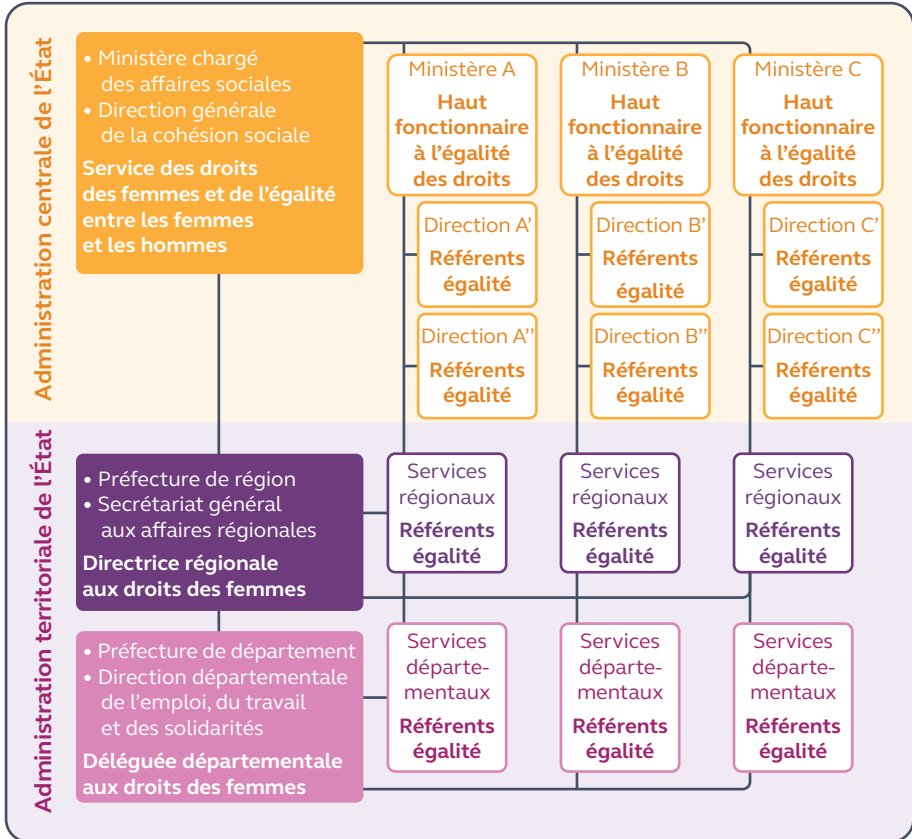 Administration centrale de l'État
• Ministère chargé
des affaires sociales
• Direction générale
de la cohésion sociale
Service des droits
des femmes et de l'égalité
entre les femmes
et les hommes
Ministère A
Haut
fonctionnaire
à l'égalité
des droits
Direction A'
Référents
égalité
Direction A''
Référents
égalité
Ministère B
Haut
fonctionnaire
à l'égalité
des droits
Direction B'
Référents
égalité
Direction B''
Référents
égalité
Ministère C
Haut
fonctionnaire
à l'égalité
des droits
Direction C'
Référents
égalité
Direction C''
Référents
égalité
Administration territoriale de l'État
• Préfecture de région
• Secrétariat général
aux affaires régionales
Directrice régionale
aux droits des femmes
Services
régionaux
Référents
égalité
Services
régionaux
Référents
égalité
Services
régionaux
Référents
égalité
• Préfecture de département
• Direction départementale
de l'emploi, du travail
et des solidarités
Déléguée départementale
aux droits des femmes
Services
départe-
mentaux
Référents
égalité
Services
départe-
mentaux
Référents
égalité
Services
départe-
mentaux
Référents
égalité